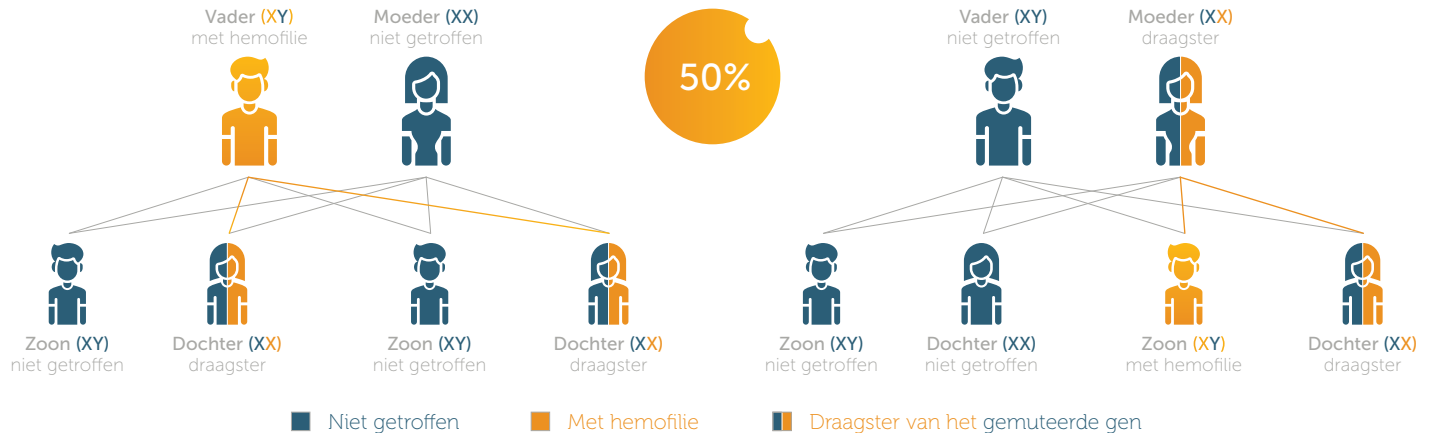 Vader (XY)
met hemofilie
Moeder (XX)
niet getroffen
50%
Vader (XY)
niet getroffen
Moeder (XX)
draagster
Zoon (XY)
niet getroffen
Dochter (XX)
draagster
Zoon (XY)
niet getroffen
Dochter (XX)
draagster
Zoon (XY)
niet getroffen
Dochter (XX)
niet getroffen
Zoon (XY)
met hemofilie
Dochter (XX)
draagster
Niet getroffen
Met hemofilie
Draagster van het gemuteerde gen